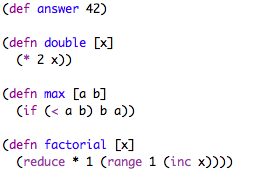 (def answer 42)
(defn double [x]
(* 2 x))
(defn max [a b]
(if (< a b) b a))
(defn factorial [x]
(reduce * 1 (range 1 (inc x))))